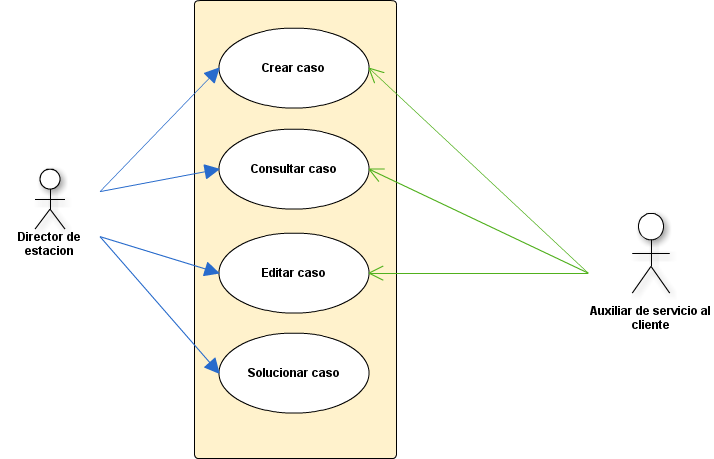 Crear caso
Consultar caso
Director de
estacion
Editar caso
Auxiliar de servicio al
cliente
Solucionar caso